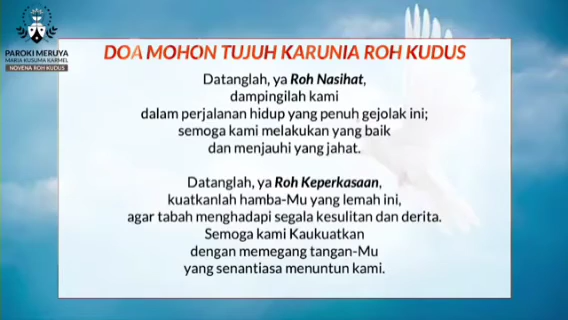 PAROKI MERUYA
MARIA KUSUMA KARMEL
NOVENA ROH KUDUS
DOA MOHON TUJUH KARUNIA ROH KUDUS
Datanglah, ya Roh Nasihat,
dampingilah kami
dalam perjalanan hidup yang penuh gejolak ini;
semoga kami melakukan yang baik
dan menjauhi yang jahat.
Datanglah, ya Roh Keperkasaan,
kuatkanlah hamba-Mu yang lemah ini,
agar tabah menghadapi segala kesulitan dan derita.
Semoga kami Kaukuatkan
dengan memegang tangan-Mu
yang senantiasa menuntun kami.